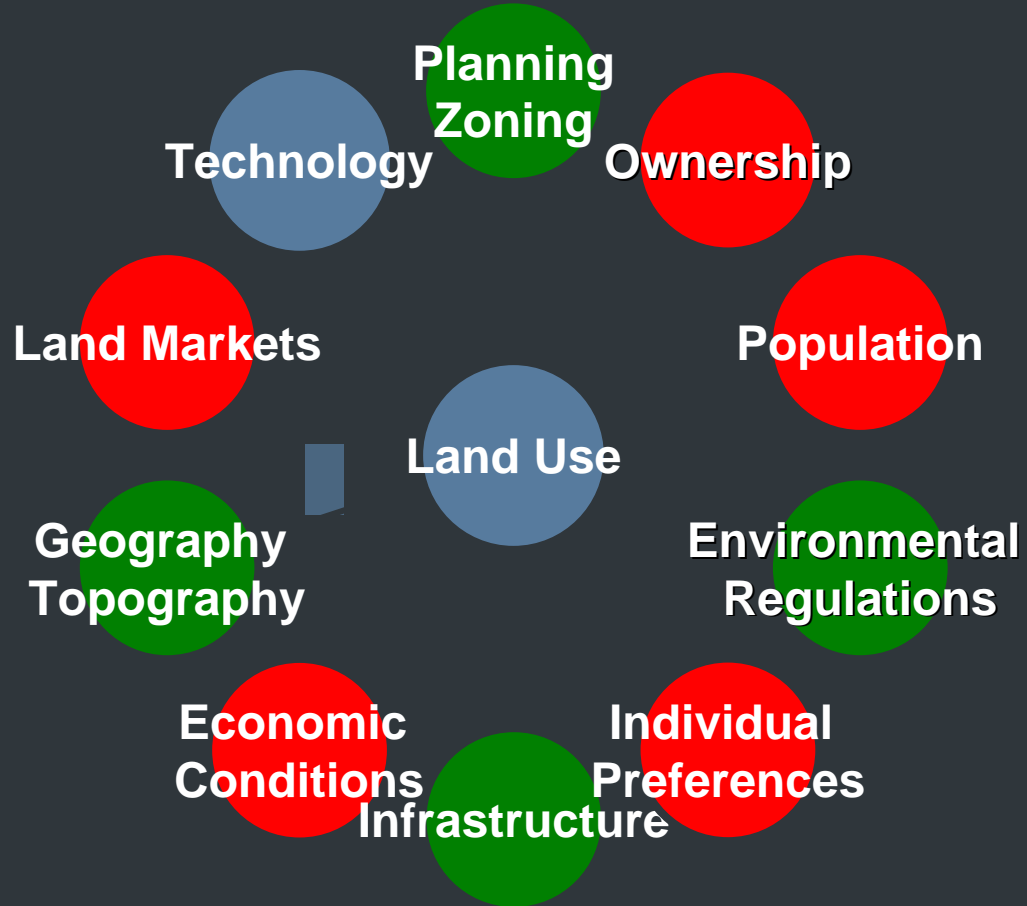 Planning
Zoning
Technology
Ownership
Land Markets
Population
Land Use
Geography
Topography
Environmental
Regulations
Economic
Conditions
Individual
Preferences
Infrastructure